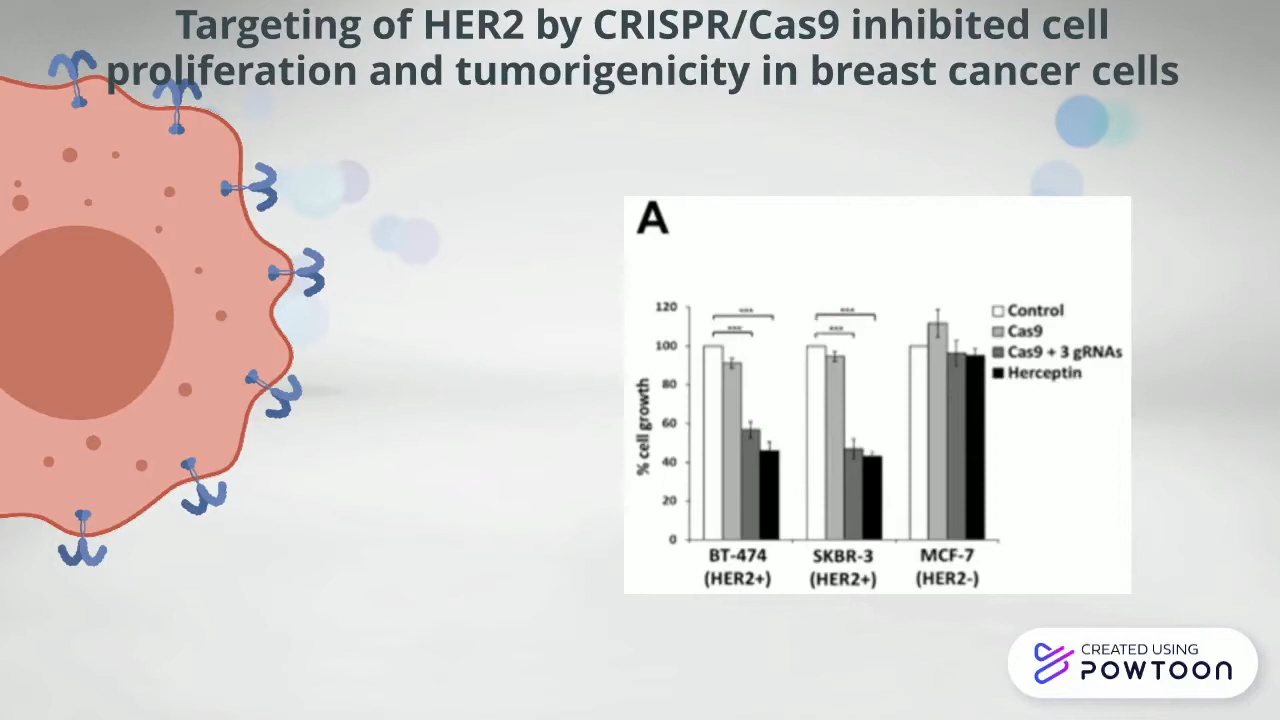 Targeting of HER2 by CRISPR/Cas9 inhibited cell
proliferation and tumorigenicity in breast cancer cells
A
120
100
80
60
40
20
0
% cell growth
***
***
***
***
Control
Cas9
Cas9 + 3 gRNAs
Herceptin
BT-474
(HER2+)
SKBR-3
(HER2+)
MCF-7
(HER2-)
CREATED USING
POWTOON